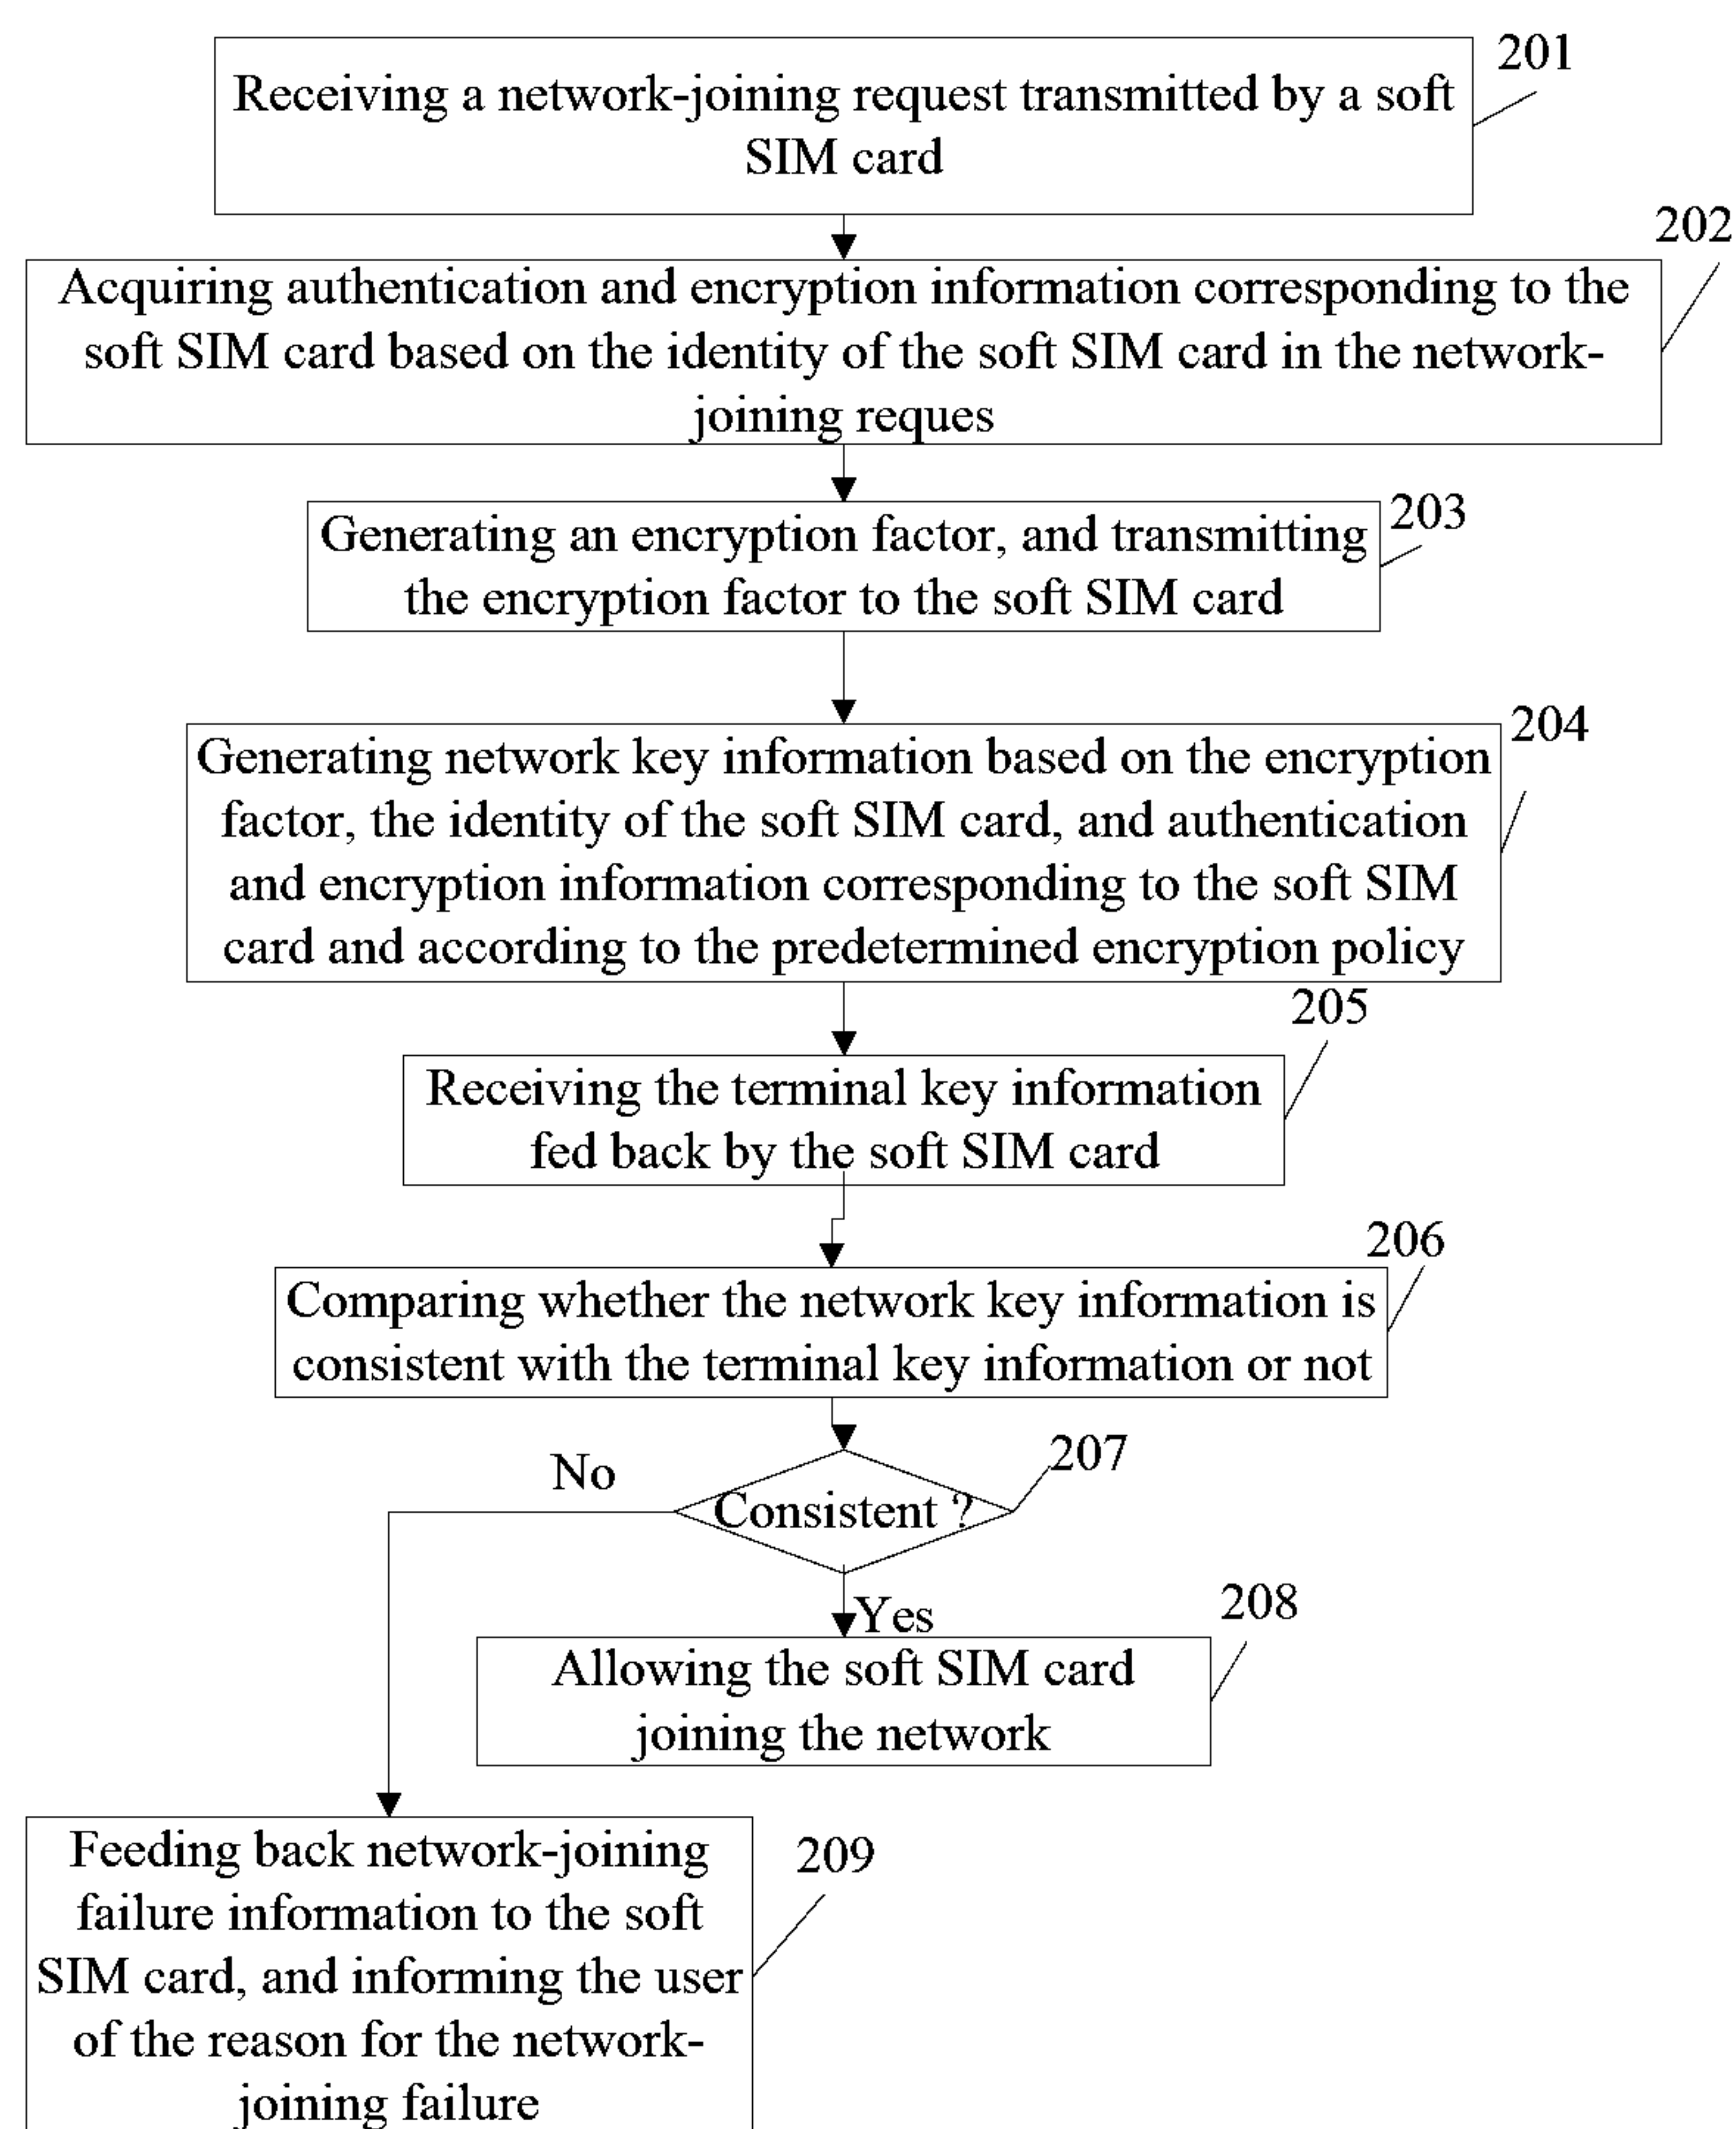 201
Receiving a network-joining request transmitted by a soft
SIM card
202
Acquiring authentication and encryption information corresponding to the
soft SIM card based on the identity of the soft SIM card in the network-
joining reques
203
Generating an encryption factor, and transmitting
the encryption factor to the soft SIM card
204
Generating network key information based on the encryption
factor, the identity of the soft SIM card, and authentication
and encryption information corresponding to the soft SIM
card and according to the predetermined encryption policy
205
Receiving the terminal key information
fed back by the soft SIM card
206
Comparing whether the network key information is
consistent with the terminal key information or not
207
No
Consistent ?
Yes
208
Allowing the soft SIM card
joining the network
209
Feeding back network-joining
failure information to the soft
SIM card, and informing the user
of the reason for the network-
joining failure